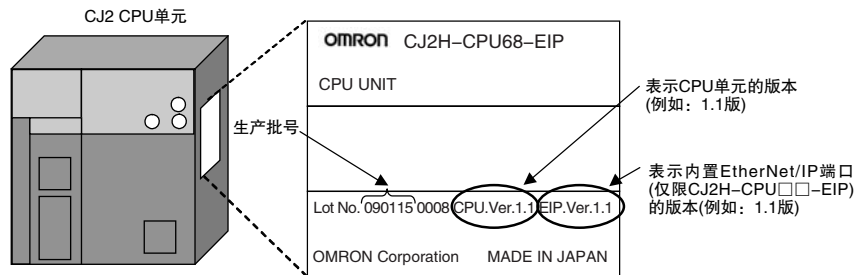 CJ2 CPU单元
OMRON CJ2H-CPU68-EIP
CPU UNIT
表示CPU单元的版本
(例如：1.1版)
生产批号
表示内置EtherNet/IP端口
(仅限CJ2H-CPU□□-EIP)
的版本(例如：1.1版)
Lot No. 090115 0008 CPU.Ver.1.1 EIP.Ver.1.1
OMRON Corporation MADE IN JAPAN